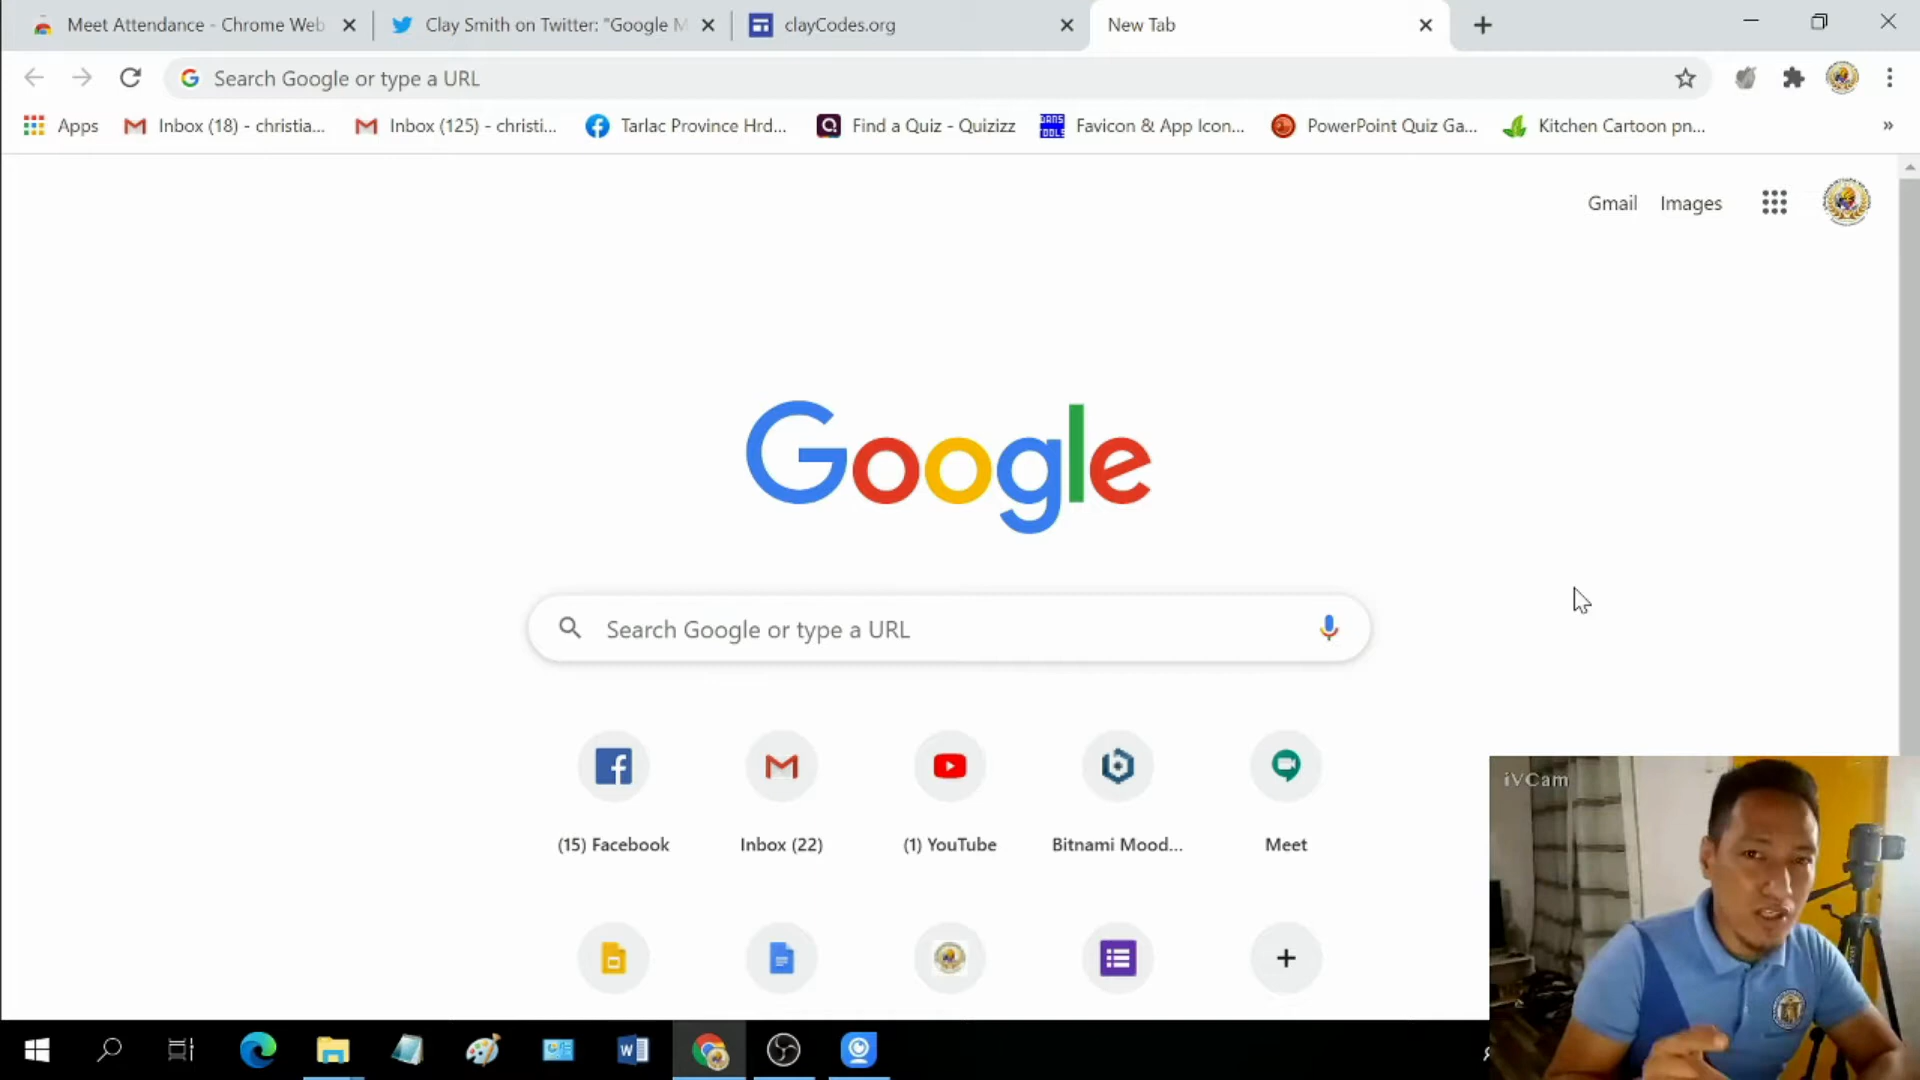 Meet Attendance - Chrome Web
Clay Smith on Twitter: "Google M
clayCodes.org
New Tab
Search Google or type a URL
Apps
Inbox (18) - christia...
Inbox (125) - christi...
Tarlac Province Hrd...
Find a Quiz - Quizizz
DANS TOOLS
Favicon & App Icon...
PowerPoint Quiz Ga...
Kitchen Cartoon pn...
»
Gmail
Images
Google
Search Google or type a URL
(15) Facebook
Inbox (22)
(1) YouTube
Bitnami Mood...
Meet
iVCam